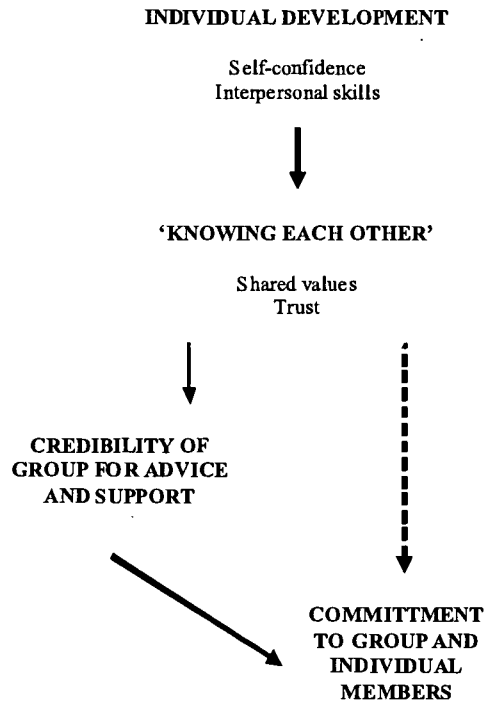 INDIVIDUAL DEVELOPMENT
Self-confidence
Interpersonal skills
‘KNOWING EACH OTHER’
Shared values
Trust
CREDIBILITY OF
GROUP FOR ADVICE
AND SUPPORT
COMMITTMENT
TO GROUP AND
INDIVIDUAL
MEMBERS